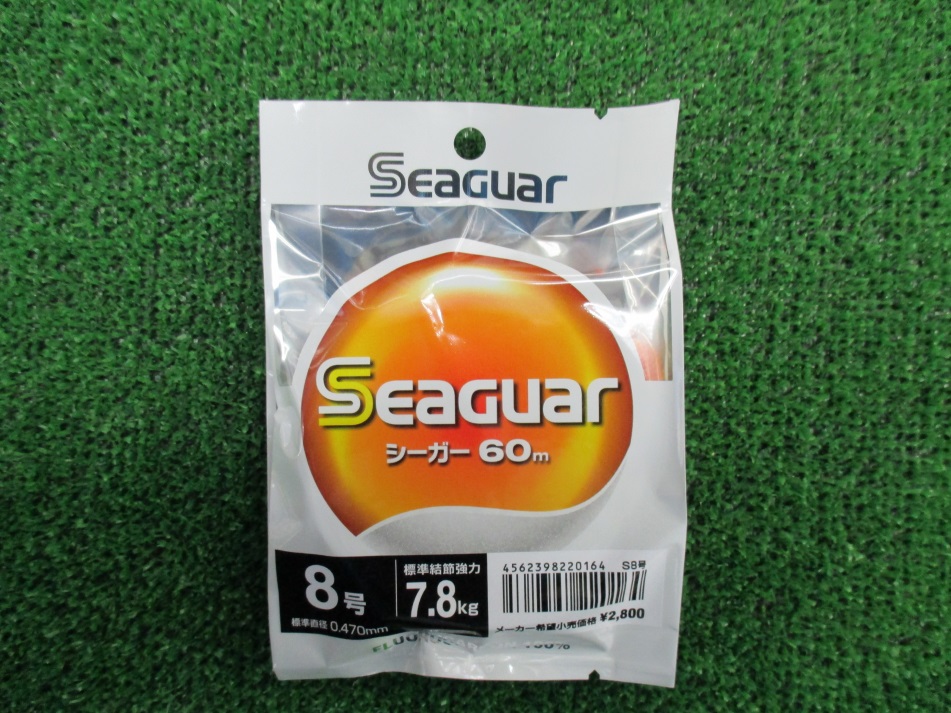 Seaguar
Seaguar
シーガー 60m
8号
標準直径 0.470mm
標準結節強力
7.8kg
4562398220164 S8号
メーカー希望小売価格 ¥2,800